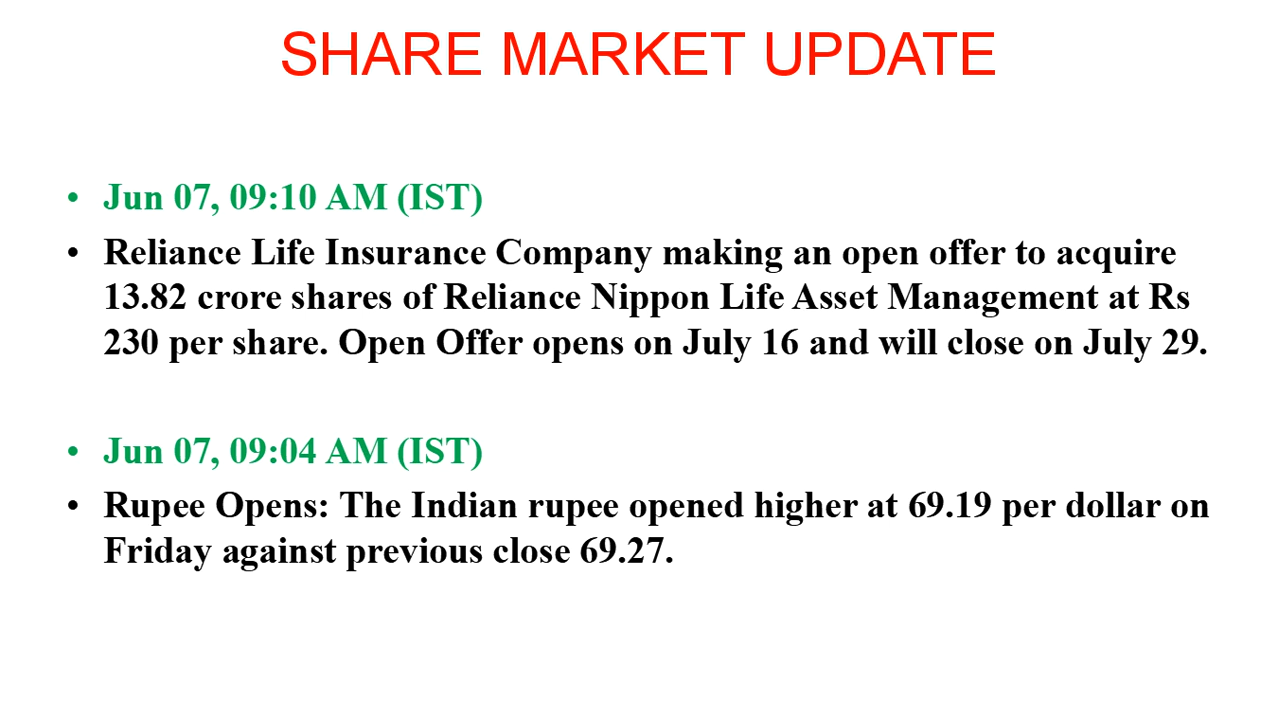 SHARE MARKET UPDATE
• Jun 07, 09:10 AM (IST)
• Reliance Life Insurance Company making an open offer to acquire
13.82 crore shares of Reliance Nippon Life Asset Management at Rs
230 per share. Open Offer opens on July 16 and will close on July 29.
• Jun 07, 09:04 AM (IST)
• Rupee Opens: The Indian rupee opened higher at 69.19 per dollar on
Friday against previous close 69.27.